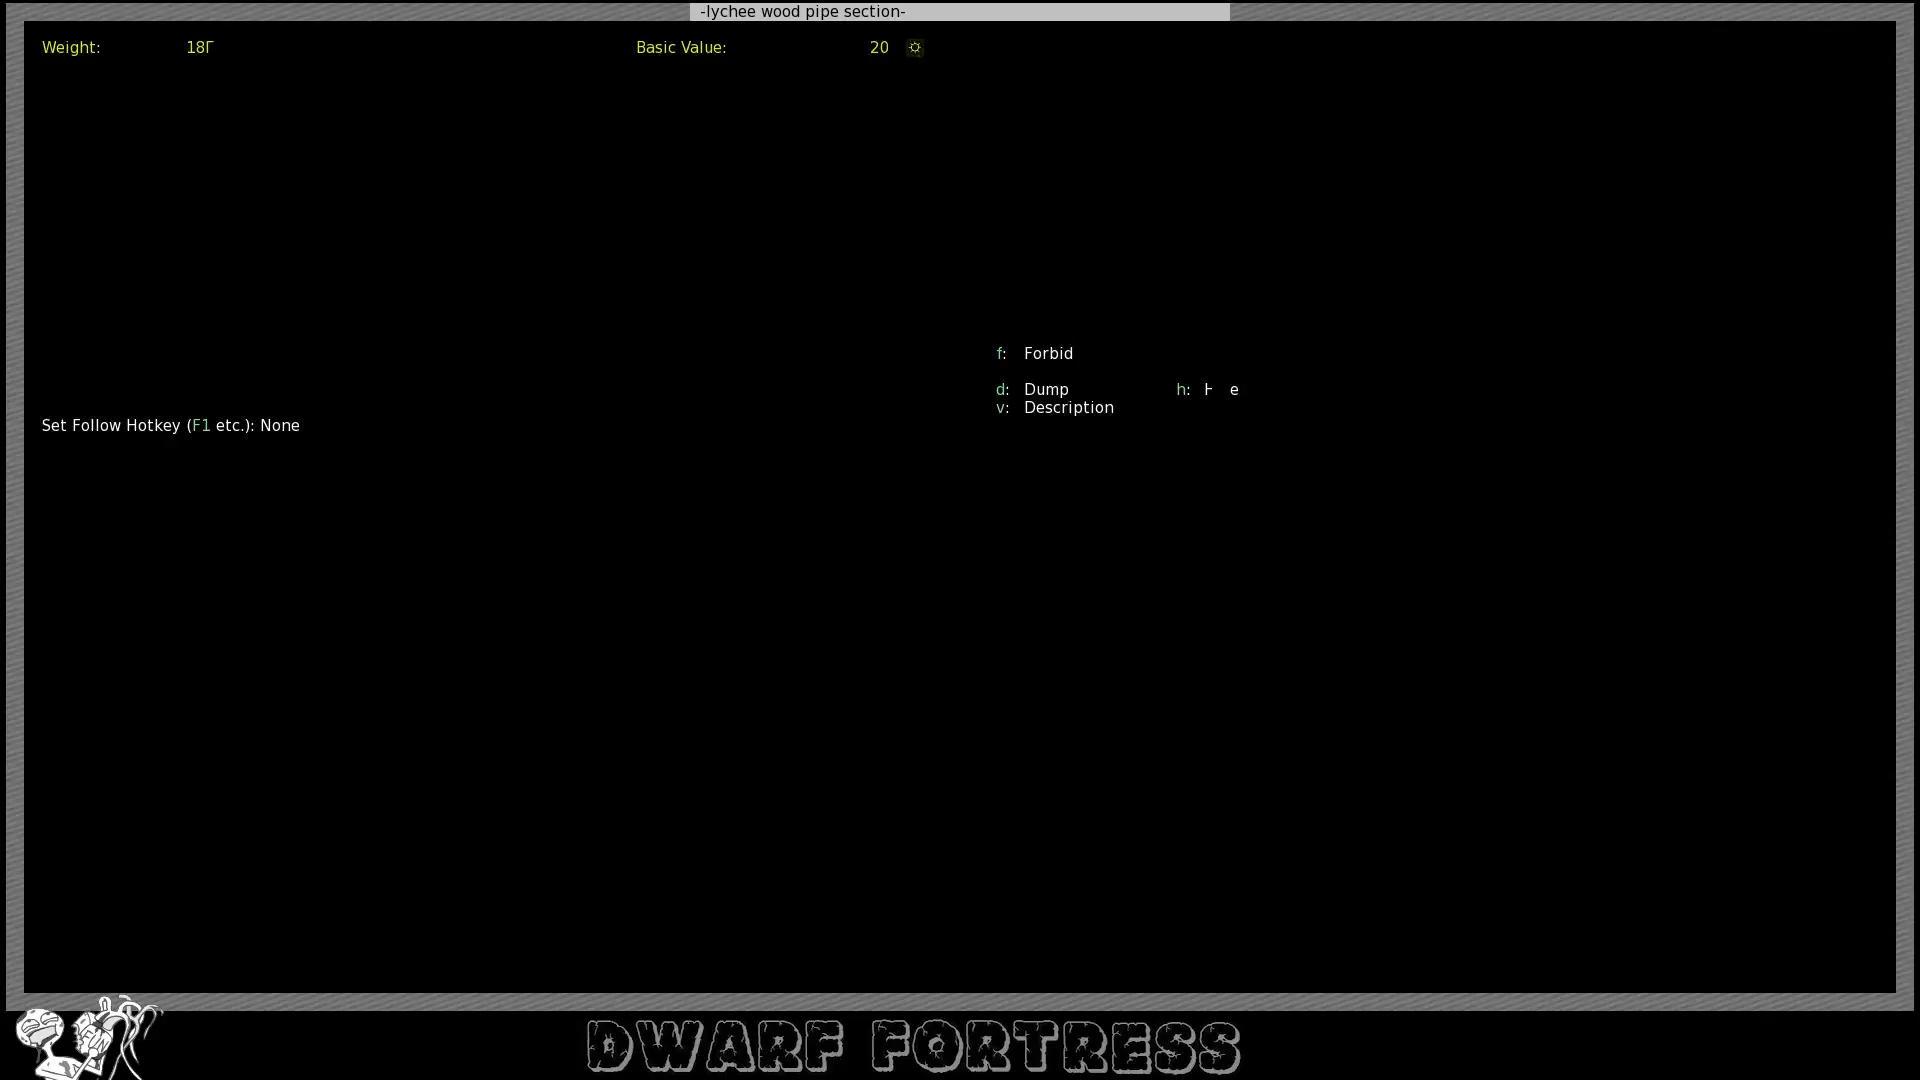 -lychee wood pipe section-
Weight: 18Γ Basic Value: 20 ☼
f: Forbid
d: Dump h:
v: Description
Set Follow Hotkey (F1 etc.): None
DWARF FORTRESS